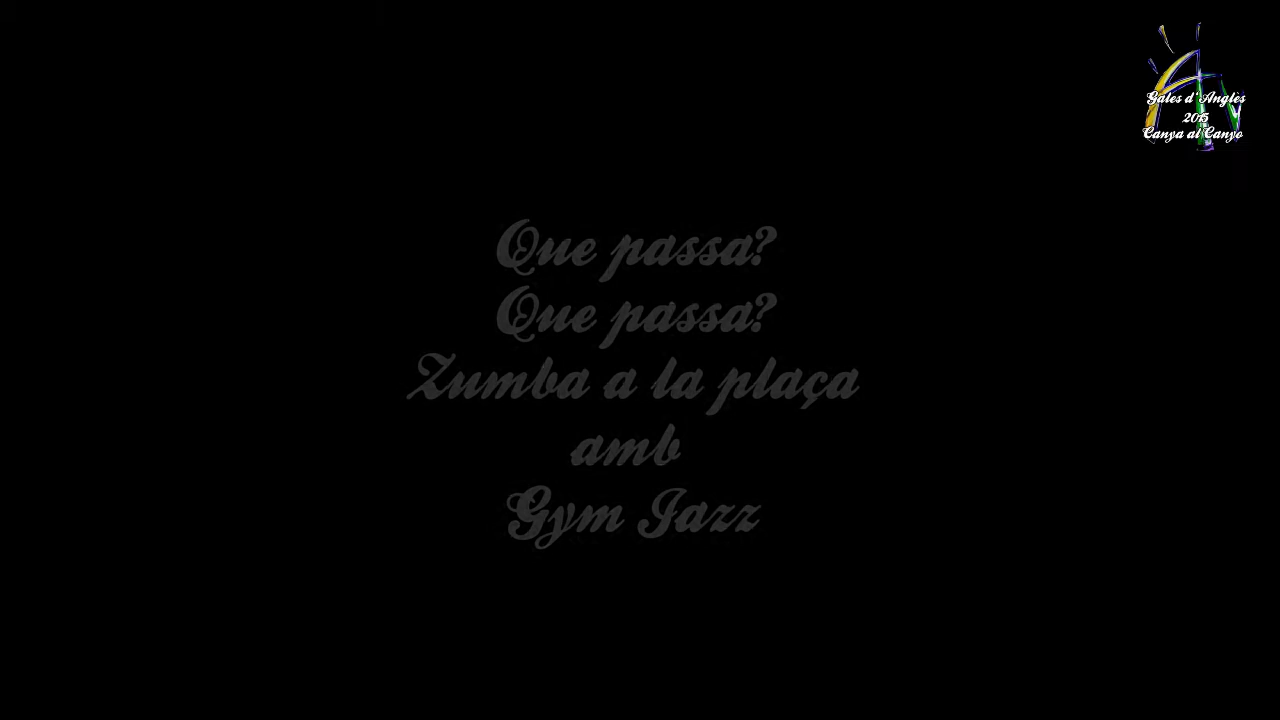 Gales d'Anglès
2015
Canya al Canyo
Que passa?
Que passa?
Zumba a la plaça
amb
Gym Jazz